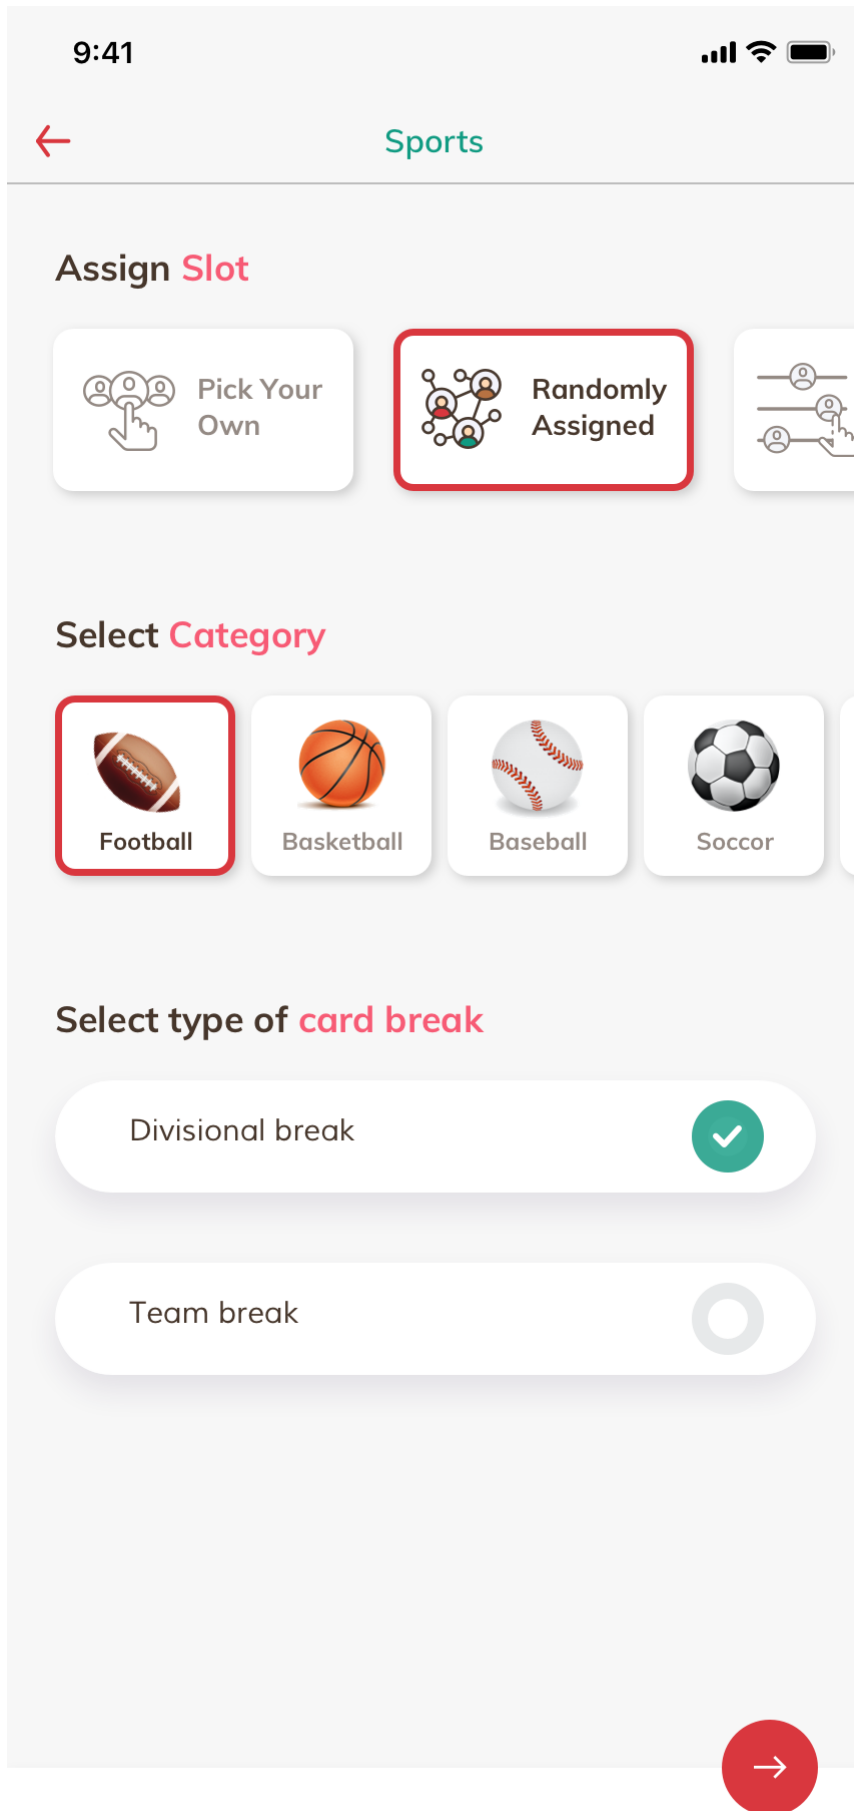 9:41
Sports
Assign Slot
Pick Your
Own
Randomly
Assigned
Select Category
Football
Basketball
Baseball
Soccor
Select type of card break
Divisional break
Team break